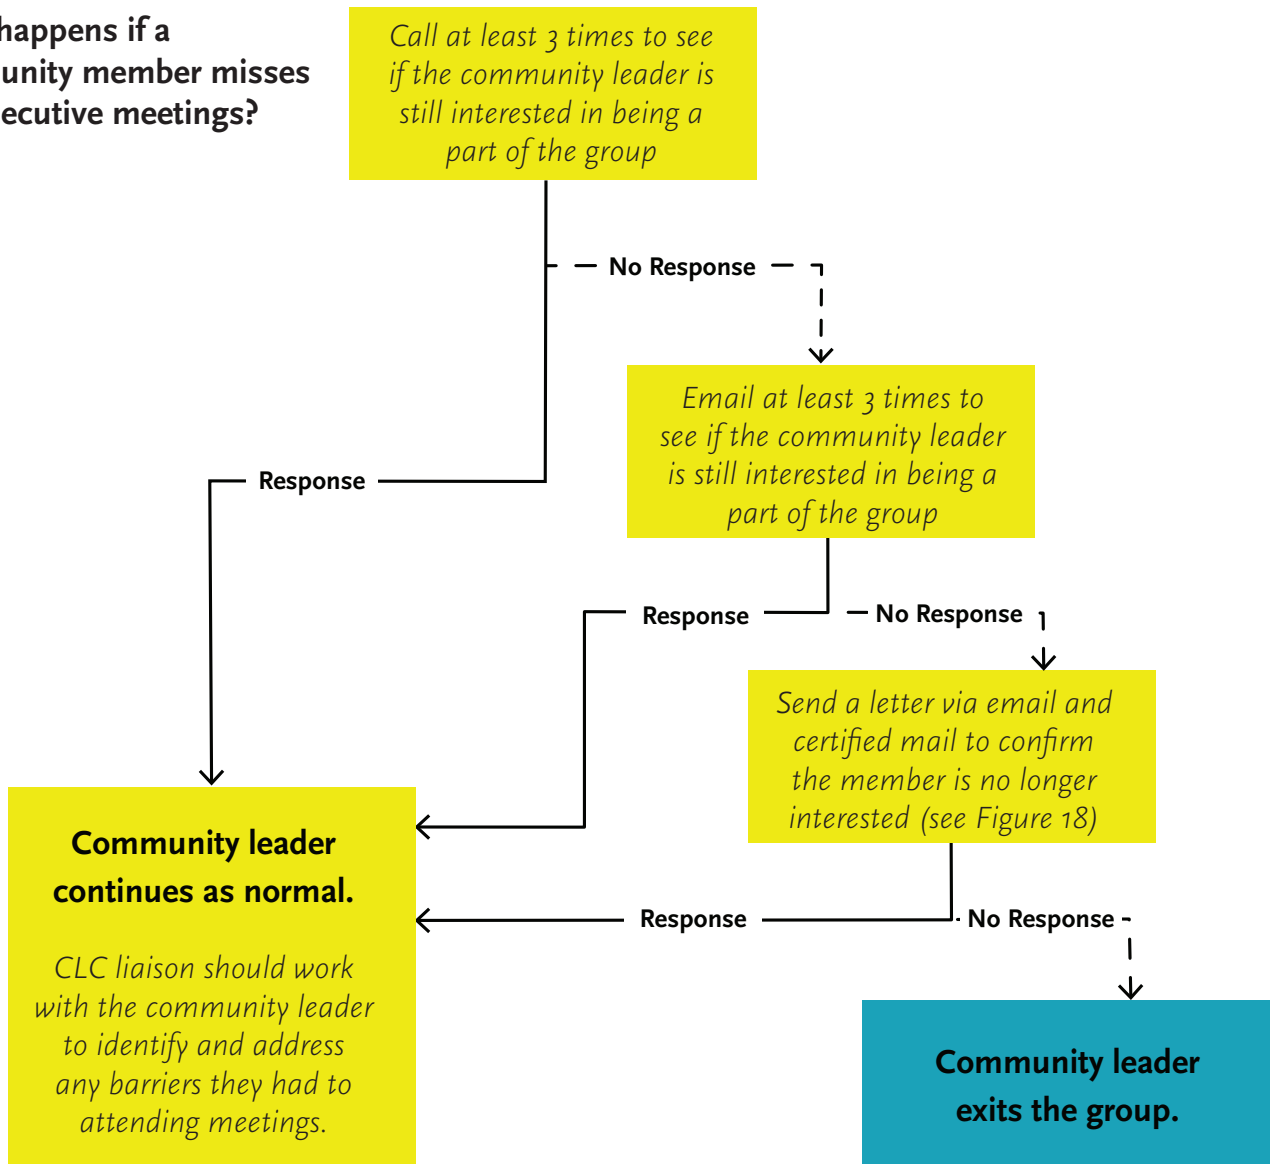 happens if a
unity member misses
ecutive meetings?
Call at least 3 times to see
if the community leader is
still interested in being a
part of the group
No Response
Email at least 3 times to
see if the community leader
is still interested in being a
part of the group
Response
Response
No Response
Send a letter via email and
certified mail to confirm
the member is no longer
interested (see Figure 18)
Community leader
continues as normal.
CLC liaison should work
with the community leader
to identify and address
any barriers they had to
attending meetings.
Response
No Response
Community leader
exits the group.